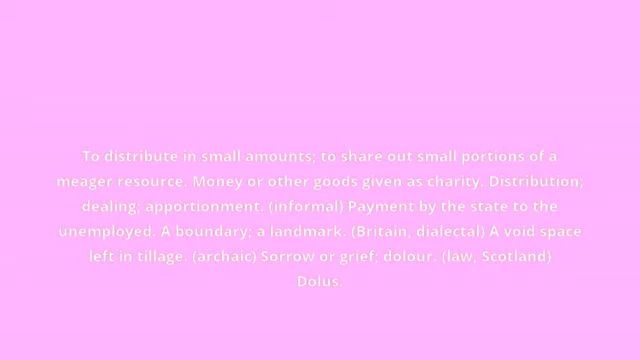 To distribute in small amounts; to share out small portions of a
meager resource. Money or other goods given as charity. Distribution;
dealing; apportionment. (informal) Payment by the state to the
unemployed. A boundary; a landmark. (Britain, dialectal) A void space
left in tillage. (archaic) Sorrow or grief; dolour. (law, Scotland)
Dolus.